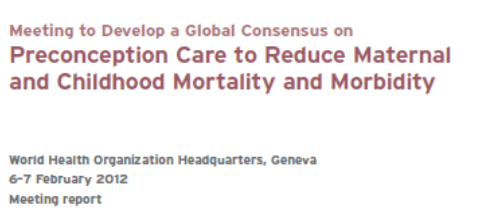 Meeting to Develop a Global Consensus on
Preconception Care to Reduce Maternal
and Childhood Mortality and Morbidity
World Health Organization Headquarters, Geneva
6–7 February 2012
Meeting report